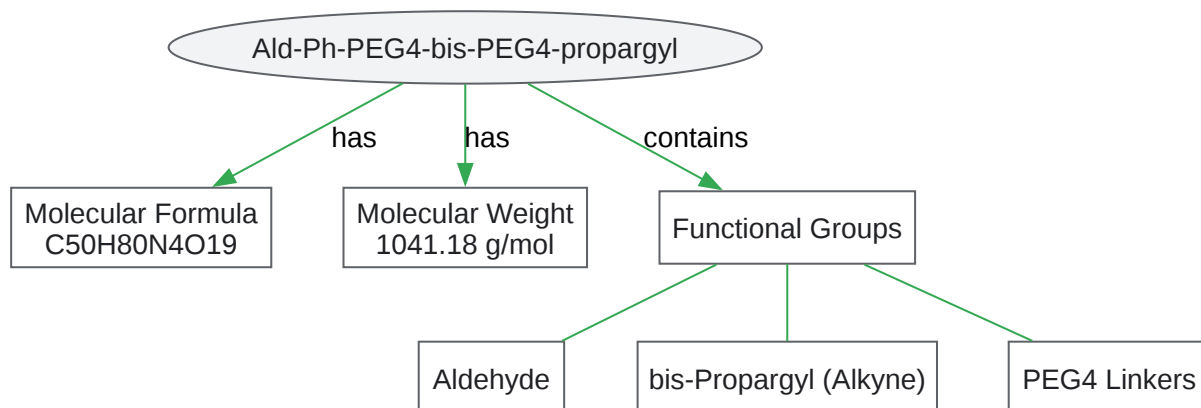 Ald-Ph-PEG4-bis-PEG4-propargyl
has
has
contains
Molecular Formula
C50H80N4O19
Molecular Weight
1041.18 g/mol
Functional Groups
Aldehyde
bis-Propargyl (Alkyne)
PEG4 Linkers